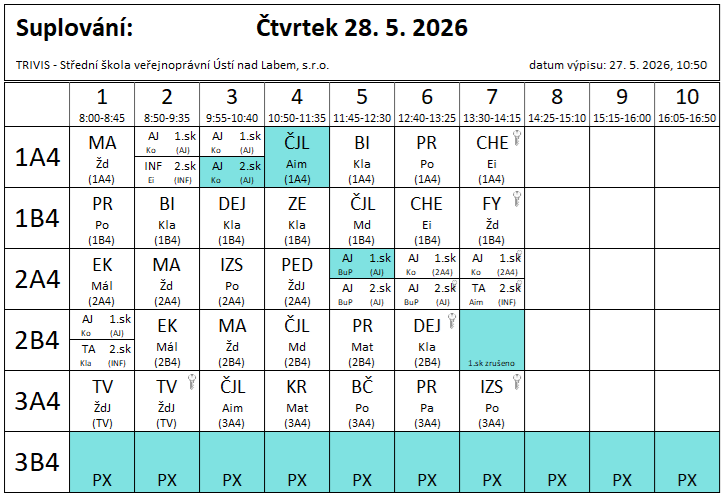 Suplování: Čtvrtek 28. 5. 2026
TRIVIS - Střední škola veřejnoprávní Ústí nad Labem, s.r.o. datum výpisu: 27. 5. 2026, 10:50
1 2 3 4 5 6 7 8 9 10
8:00-8:45 8:50-9:35 9:55-10:40 10:50-11:35 11:45-12:30 12:40-13:25 13:30-14:15 14:25-15:10 15:15-16:00 16:05-16:50
1A4
MA
Žd
(1A4)
AJ 1.sk
Ko (AJ)
INF 2.sk
Ei (INF)
AJ 1.sk
Ko (AJ)
AJ 2.sk
Ko (AJ)
ČJL
Aim
(1A4)
BI
Kla
(1A4)
PR
Po
(1A4)
CHE
Ei
(1A4)
1B4
PR
Po
(1B4)
BI
Kla
(1B4)
DEJ
Kla
(1B4)
ZE
Kla
(1B4)
ČJL
Md
(1B4)
CHE
Ei
(1B4)
FY
Žd
(1B4)
2A4
EK
Mál
(2A4)
MA
Žd
(2A4)
IZS
Po
(2A4)
PED
ŽdJ
(2A4)
AJ 1.sk
BuP (AJ)
AJ 2.sk
BuP (AJ)
AJ 1.sk
Ko (2A4)
AJ 2.sk
BuP (AJ)
AJ 1.sk
Ko (2A4)
TA 2.sk
Aim (INF)
2B4
AJ 1.sk
Ko (AJ)
TA 2.sk
Kla (INF)
EK
Mál
(2B4)
MA
Žd
(2B4)
ČJL
Md
(2B4)
PR
Mat
(2B4)
DEJ
Kla
(2B4)
1.sk zrušeno
3A4
TV
ŽdJ
(TV)
TV
ŽdJ
(TV)
ČJL
Aim
(3A4)
KR
Mat
(3A4)
BČ
Po
(3A4)
PR
Pa
(3A4)
IZS
Po
(3A4)
3B4
PX PX PX PX PX PX PX PX PX PX